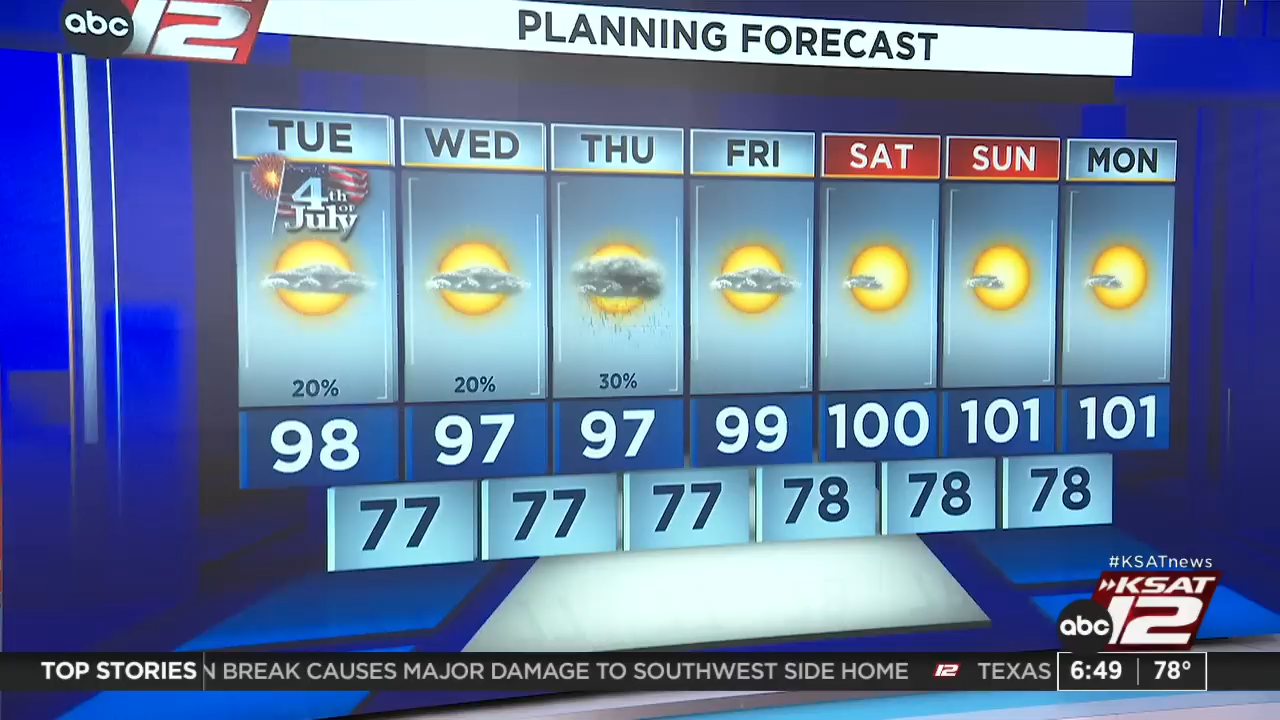 abc 12
PLANNING FORECAST
TUE WED THU FRI SAT SUN MON
4th of July
20% 20% 30%
98 97 97 99 100 101 101
77 77 77 78 78 78
#KSATnews
KSAT
abc 12
TOP STORIES N BREAK CAUSES MAJOR DAMAGE TO SOUTHWEST SIDE HOME 12 TEXAS 6:49 78°